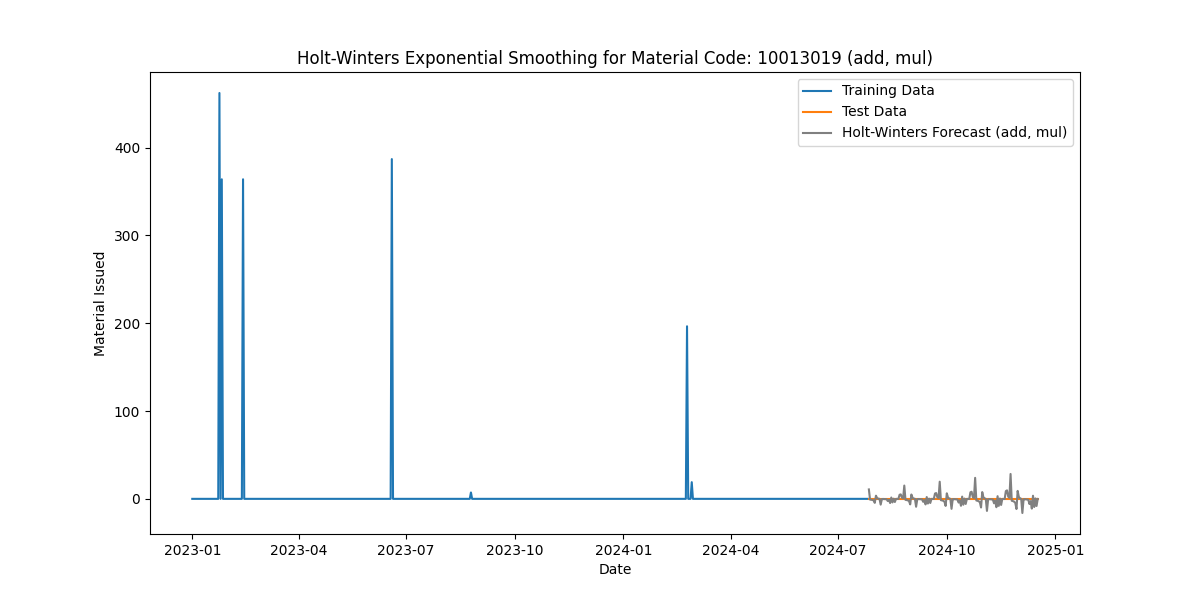 Holt-Winters Exponential Smoothing for Material Code: 10013019 (add, mul)
Training Data
Test Data
Holt-Winters Forecast (add, mul)
Material Issued
400
300
200
100
0
2023-01 2023-04 2023-07 2023-10 2024-01 2024-04 2024-07 2024-10 2025-01
Date